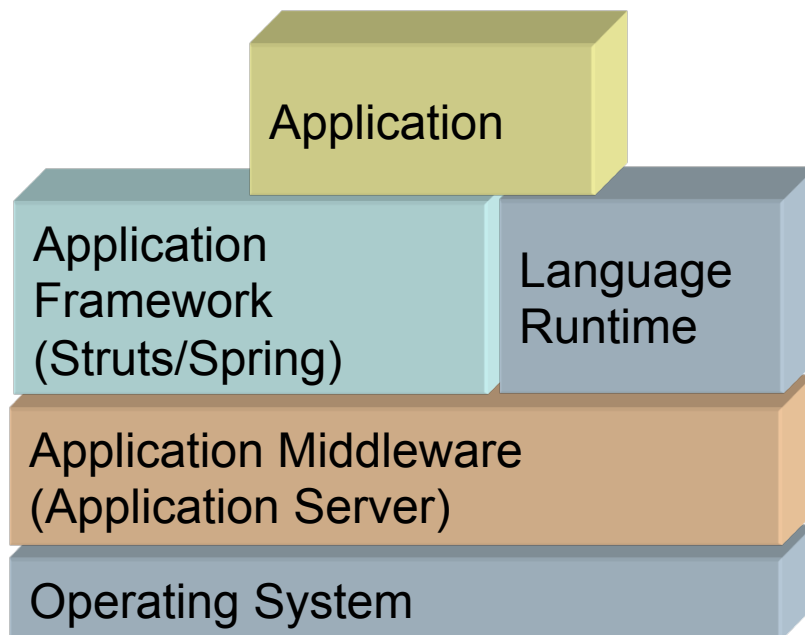 Application
Application
Framework
(Struts/Spring)
Language
Runtime
Application Middleware
(Application Server)
Operating System